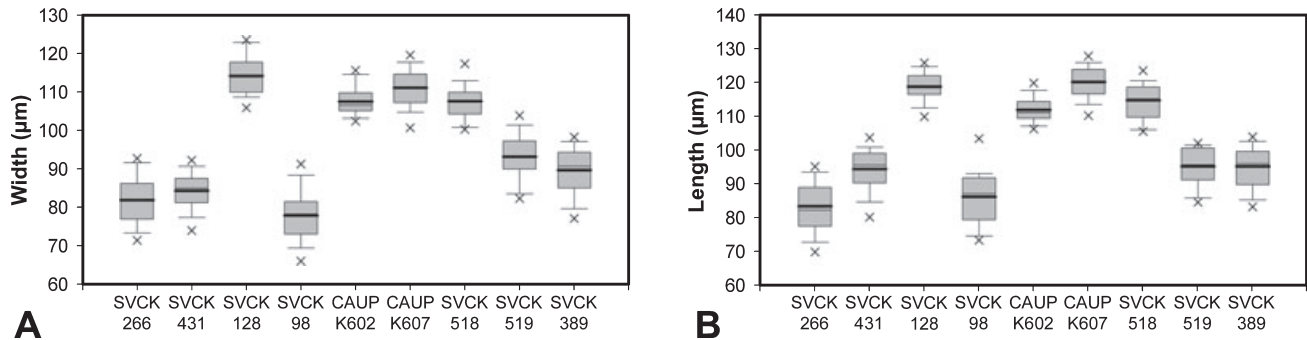 130
120
110
100
90
80
70
60
Width (µm)
SVCK SVCK SVCK SVCK CAUP CAUP SVCK SVCK SVCK
266 431 128 98 K602 K607 518 519 389
A
140
130
120
110
100
90
80
70
60
Length (µm)
SVCK SVCK SVCK SVCK CAUP CAUP SVCK SVCK SVCK
266 431 128 98 K602 K607 518 519 389
B